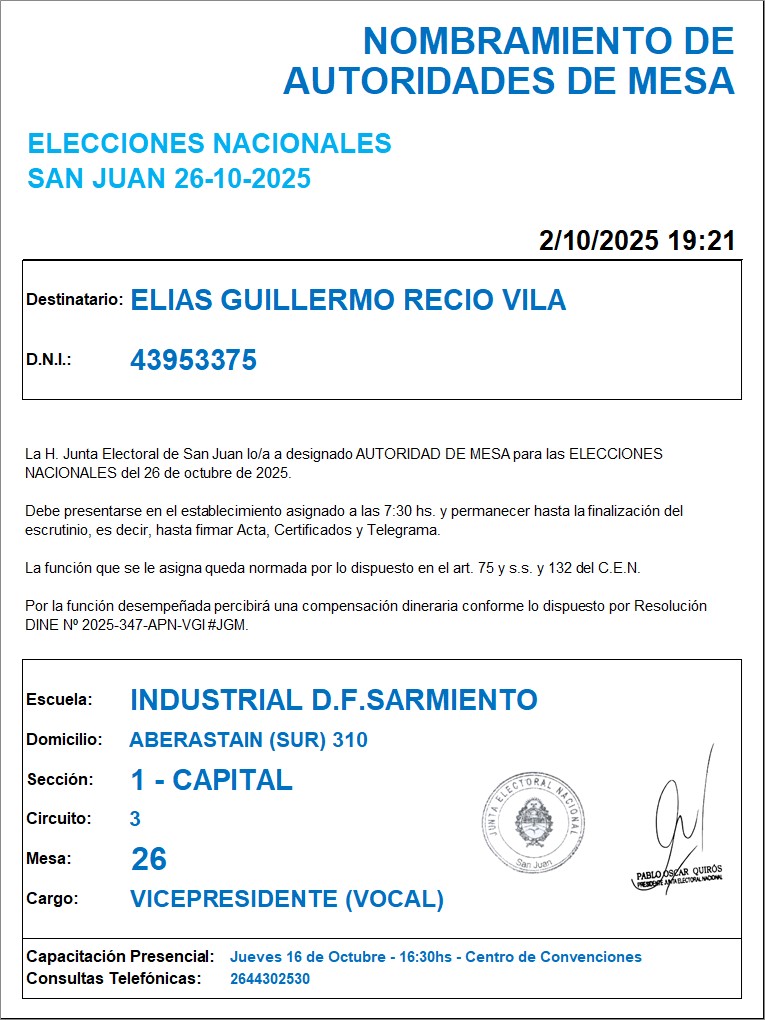 NOMBRAMIENTO DE
AUTORIDADES DE MESA
ELECCIONES NACIONALES
SAN JUAN 26-10-2025
2/10/2025 19:21
Destinatario: ELIAS GUILLERMO RECIO VILA
D.N.I.: 43953375
La H. Junta Electoral de San Juan lo/a a designado AUTORIDAD DE MESA para las ELECCIONES
NACIONALES del 26 de octubre de 2025.
Debe presentarse en el establecimiento asignado a las 7:30 hs. y permanecer hasta la finalización del
escrutinio, es decir, hasta firmar Acta, Certificados y Telegrama.
La función que se le asigna queda normada por lo dispuesto en el art. 75 y s.s. y 132 del C.E.N.
Por la función desempeñada percibirá una compensación dineraria conforme lo dispuesto por Resolución
DINE Nº 2025-347-APN-VGI#JGM.
Escuela: INDUSTRIAL D.F.SARMIENTO
Domicilio: ABERASTAIN (SUR) 310
Sección: 1 - CAPITAL
Circuito: 3
Mesa: 26
Cargo: VICEPRESIDENTE (VOCAL)
JUNTA ELECTORAL NACIONAL
San Juan
PABLO OSCAR QUIRÓS
PRESIDENTE JUNTA ELECTORAL NACIONAL
Capacitación Presencial: Jueves 16 de Octubre - 16:30hs - Centro de Convenciones
Consultas Telefónicas: 2644302530